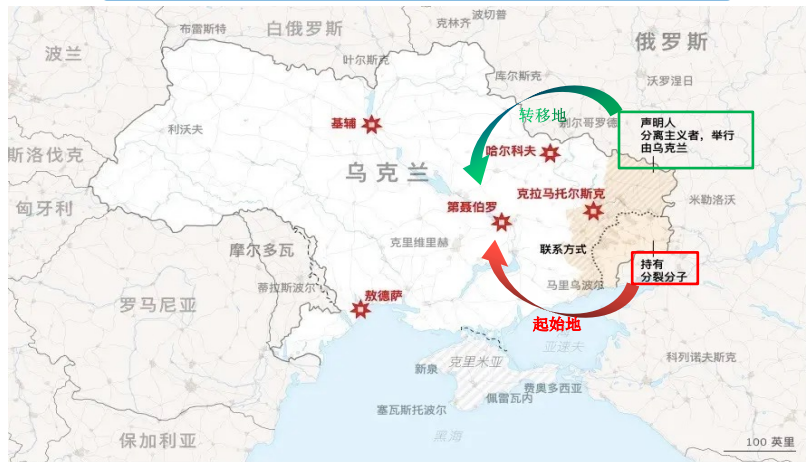 布雷斯特
白俄罗斯
克林齐
波切普
俄罗斯
波兰
叶尔斯克
库尔斯克
沃罗涅日
转移地
别尔哥罗德
声明人
分离主义者，举行
由乌克兰
基辅
利沃夫
哈尔科夫
斯洛伐克
乌克兰
克拉马托尔斯克
米勒洛沃
匈牙利
第聂伯罗
克里维里赫
联系方式
摩尔多瓦
持有
分裂分子
蒂拉斯波尔
马里乌波尔
敖德萨
罗马尼亚
起始地
亚速夫
克里米亚
科列诺夫斯克
新泉
费奥多西亚
佩雷瓦内
塞瓦斯托波尔
黑海
保加利亚
100 英里